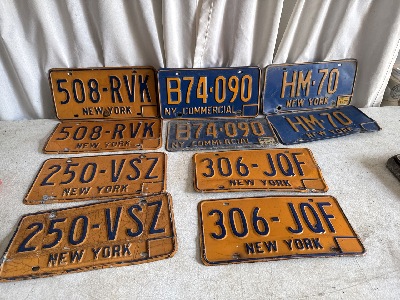 508-RVK
NEW YORK
B74-090
NY COMMERCIAL
HM-70
NEW YORK
508-RVK
NEW YORK
B74-090
NY COMMERCIAL
HM-70
NEW YORK
250-VSZ
NEW YORK
306-JQF
NEW YORK
250-VSZ
NEW YORK
306-JQF
NEW YORK